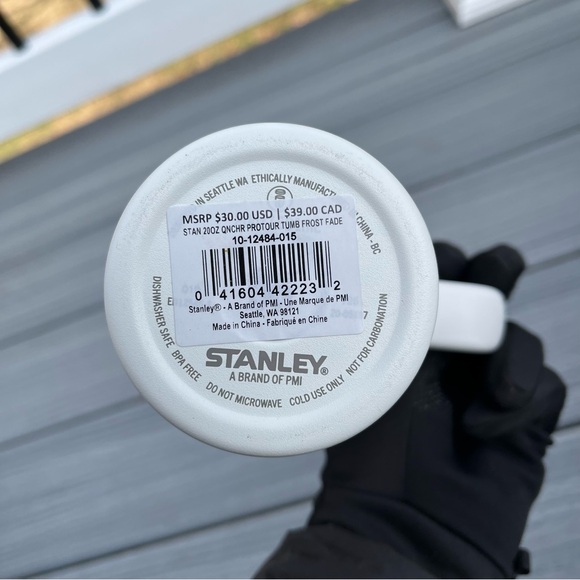 IN SEATTLE WA ETHICALLY MANUFACT
CHINA - BC
MSRP $30.00 USD | $39.00 CAD
STAN 20OZ QNCHR PROTOUR TUMB FROST FADE
10-12484-015
0 41604 42223 2
Stanley® - A Brand of PMI - Une Marque de PMI
Seattle, WA 98121
Made in China - Fabriqué en Chine
STANLEY®
A BRAND OF PMI
DISHWASHER SAFE BPA FREE DO NOT MICROWAVE COLD USE ONLY NOT FOR CARBONATION